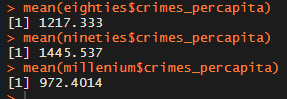 > mean(eighties$crimes_percapita)
[1] 1217.333
> mean(nineties$crimes_percapita)
[1] 1445.537
> mean(millenium$crimes_percapita)
[1] 972.4014
>